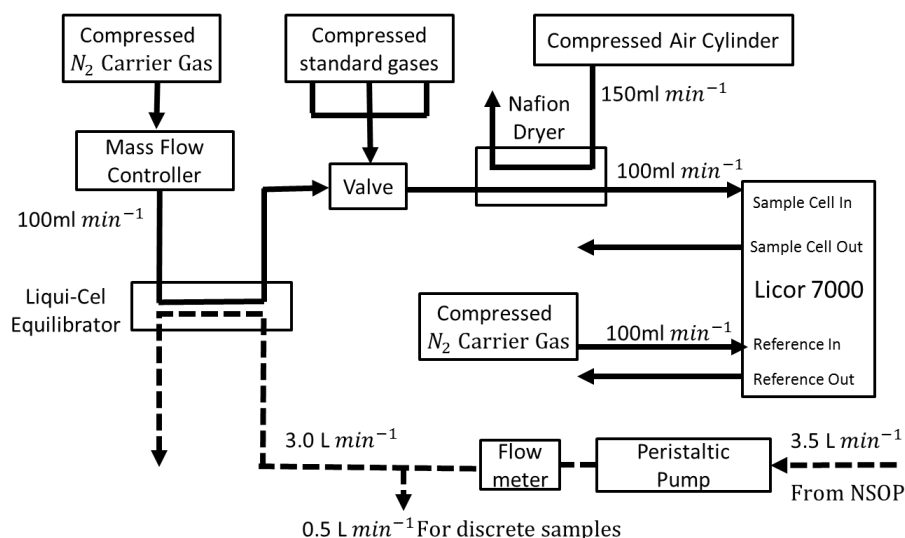 Compressed
N₂ Carrier Gas
Compressed
standard gases
Compressed Air Cylinder
150ml min⁻¹
Nafion
Dryer
Mass Flow
Controller
Valve
100ml min⁻¹
100ml min⁻¹
Sample Cell In
Sample Cell Out
Licor 7000
Liqui-Cel
Equilibrator
Compressed
N₂ Carrier Gas
100ml min⁻¹
Reference In
Reference Out
3.0 L min⁻¹
Flow
meter
Peristaltic
Pump
3.5 L min⁻¹
From NSOP
0.5 L min⁻¹For discrete samples